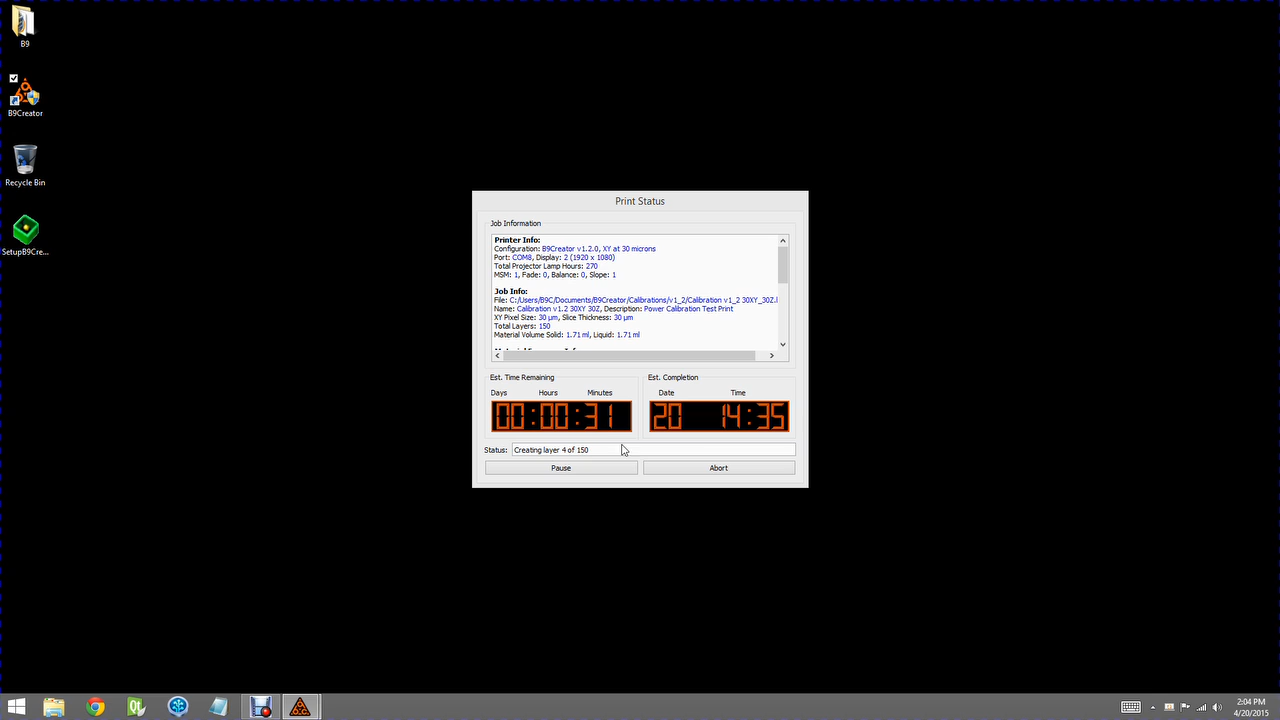 B9
B9Creator
Recycle Bin
SetupB9Cre...
Print Status
Job Information
Printer Info:
Configuration: B9Creator v1.2.0, XY at 30 microns
Port: COM8, Display: 2 (1920 x 1080)
Total Projector Lamp Hours: 270
MSM: 1, Fade: 0, Balance: 0, Slope: 1
Job Info:
File: C:/Users/B9C/Documents/B9Creator/Calibrations/v1_2/Calibration v1_2 30XY_30Z.
Name: Calibration v1.2 30XY 30Z, Description: Power Calibration Test Print
XY Pixel Size: 30 µm, Slice Thickness: 30 µm
Total Layers: 150
Material Volume Solid: 1.71 ml, Liquid: 1.71 ml
Est. Time Remaining
Days Hours Minutes
00:00:31
Est. Completion
Date Time
20 14:35
Status: Creating layer 4 of 150
Pause
Abort
2:04 PM
4/20/2015